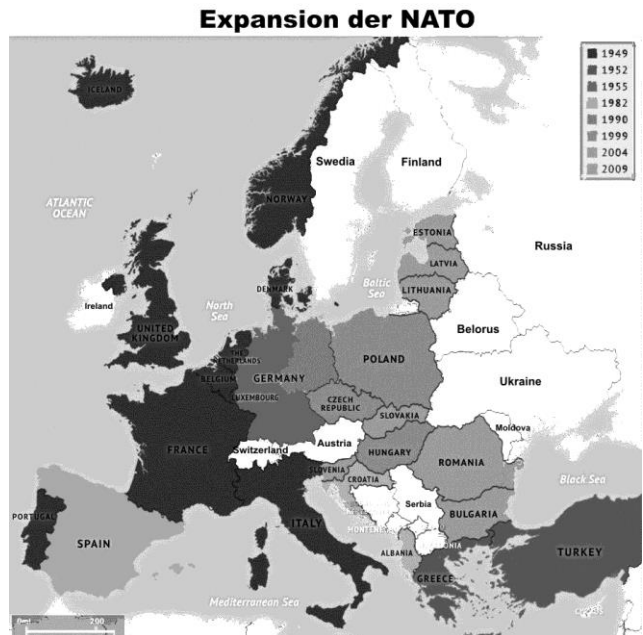 Expansion der NATO
1949
1952
1955
1982
1990
1999
2004
2009
ICELAND
Swedia
Finland
NORWAY
ATLANTIC
OCEAN
ESTONIA
Russia
LATVIA
Baltic
Sea
LITHUANIA
DENMARK
North
Sea
Ireland
UNITED
KINGDOM
Belorus
THE
NETHERLANDS
POLAND
BELGIUM
GERMANY
Ukraine
LUXEMBOURG
CZECH
REPUBLIC
SLOVAKIA
Moldova
FRANCE
Switzerland
Austria
HUNGARY
SLOVENIA
CROATIA
ROMANIA
Serbia
Black Sea
PORTUGAL
SPAIN
ITALY
BULGARIA
ALBANIA
TURKEY
GREECE
Mediterranean Sea
200